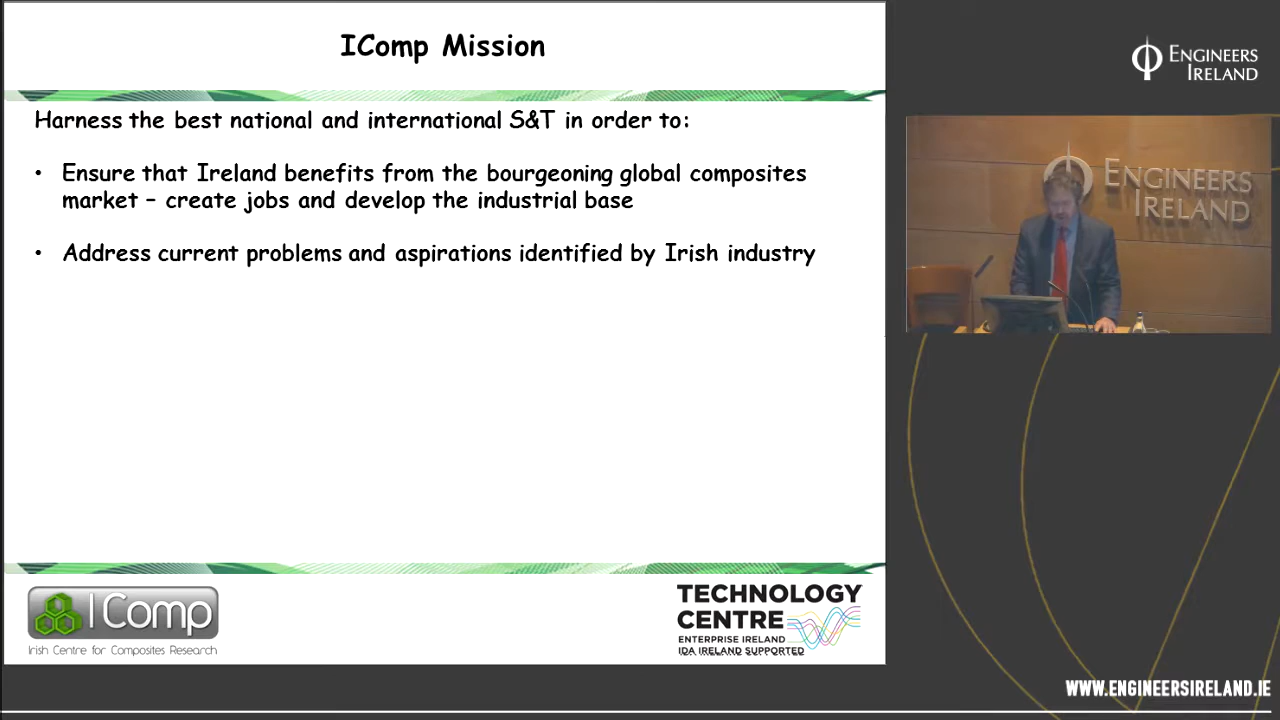 IComp Mission
Harness the best national and international S&T in order to:
• Ensure that Ireland benefits from the bourgeoning global composites
market – create jobs and develop the industrial base
• Address current problems and aspirations identified by Irish industry
I Comp
Irish Centre for Composites Research
TECHNOLOGY
CENTRE
ENTERPRISE IRELAND
IDA IRELAND SUPPORTED
ENGINEERS
IRELAND
ENGINEERS
IRELAND
WWW.ENGINEERSIRELAND.IE